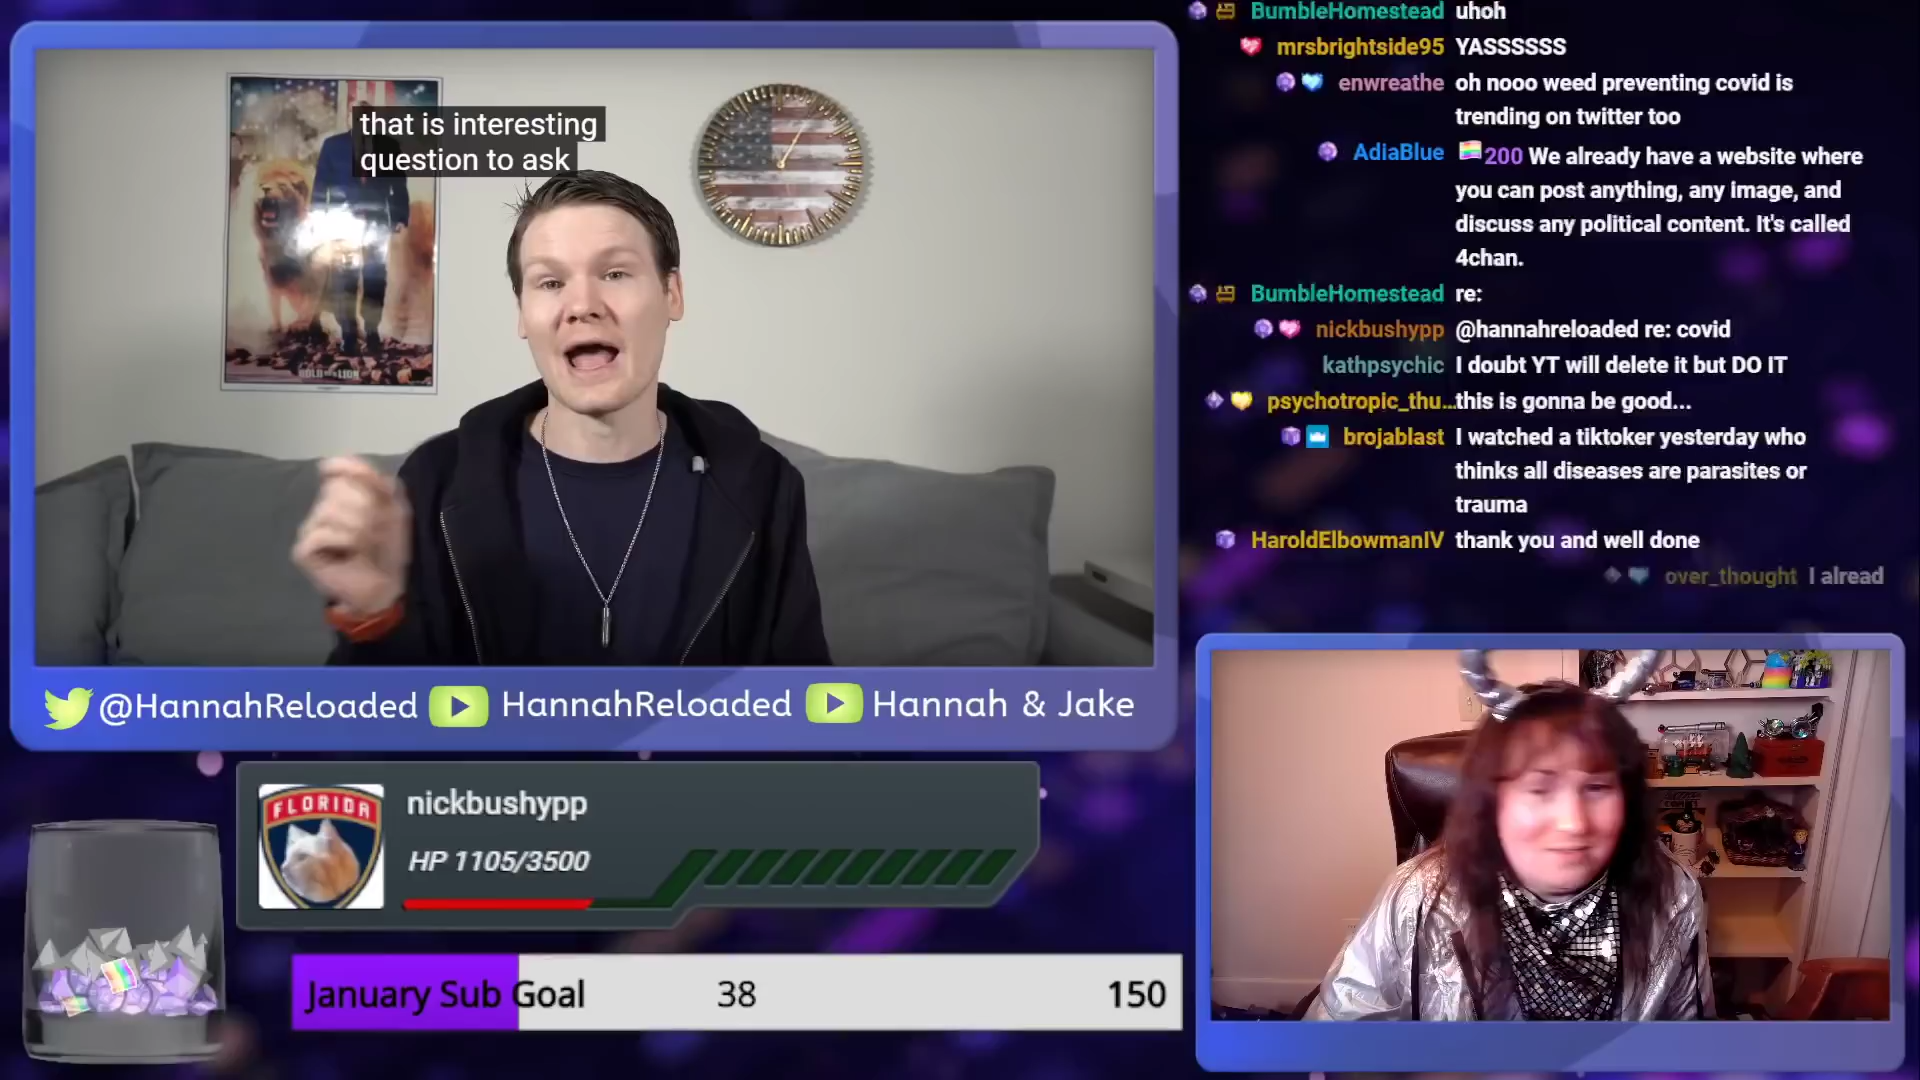 that is interesting
question to ask
BOLD as a LION
@HannahReloaded
HannahReloaded
Hannah & Jake
FLORIDA
nickbushypp
HP 1105/3500
January Sub Goal 38 150
BumbleHomestead uhoh
mrsbrightside95 YASSSSSS
enwreathe oh nooo weed preventing covid is
trending on twitter too
AdiaBlue 200 We already have a website where
you can post anything, any image, and
discuss any political content. It's called
4chan.
BumbleHomestead re:
nickbushypp @hannahreloaded re: covid
kathpsychic I doubt YT will delete it but DO IT
psychotropic_thu... this is gonna be good...
brojablast I watched a tiktoker yesterday who
thinks all diseases are parasites or
trauma
HaroldElbowmanIV thank you and well done
over_thought I alread